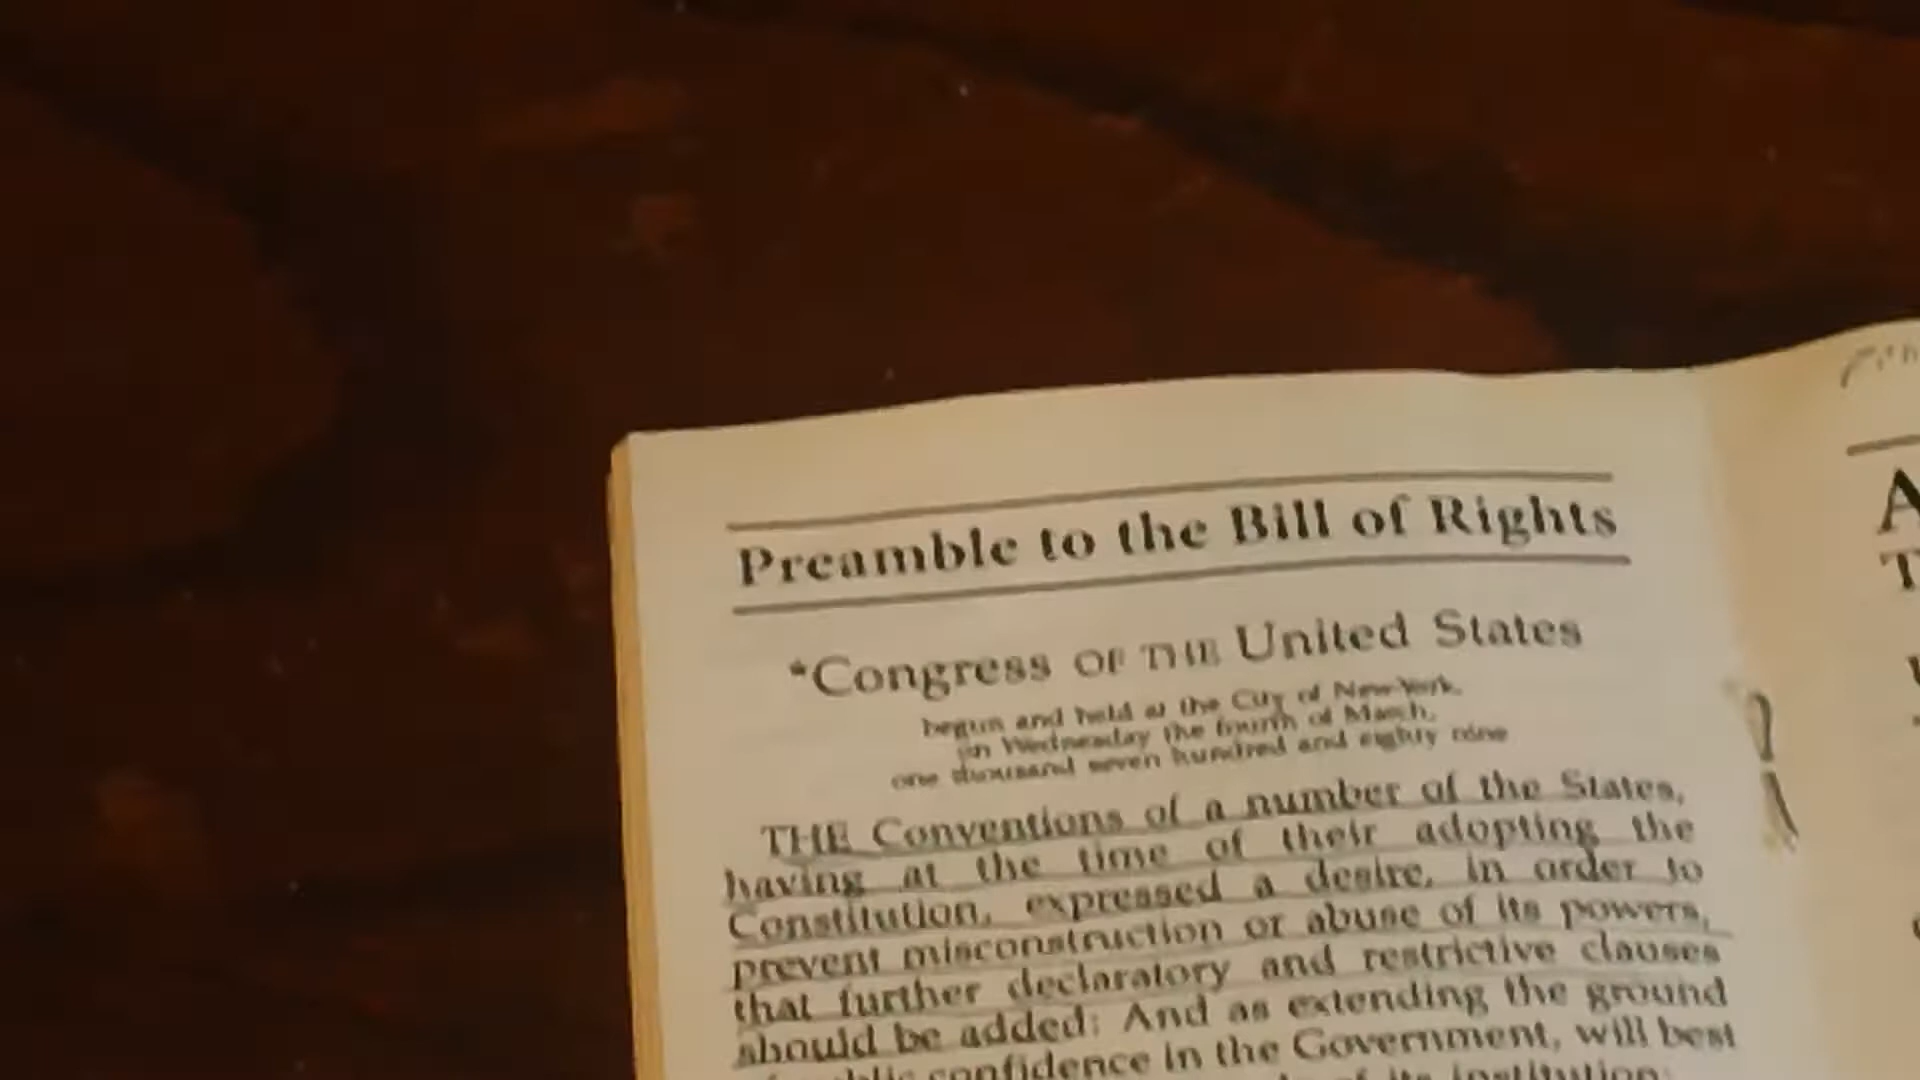 Preamble to the Bill of Rights
*Congress OF THE United States
begun and held at the City of New-York,
on Wednesday the fourth of March,
one thousand seven hundred and eighty nine
THE Conventions of a number of the States,
having at the time of their adopting the
Constitution, expressed a desire, in order to
prevent misconstruction or abuse of its powers,
that further declaratory and restrictive clauses
should be added: And as extending the ground
confidence in the Government, will best
of its institution;
A
T